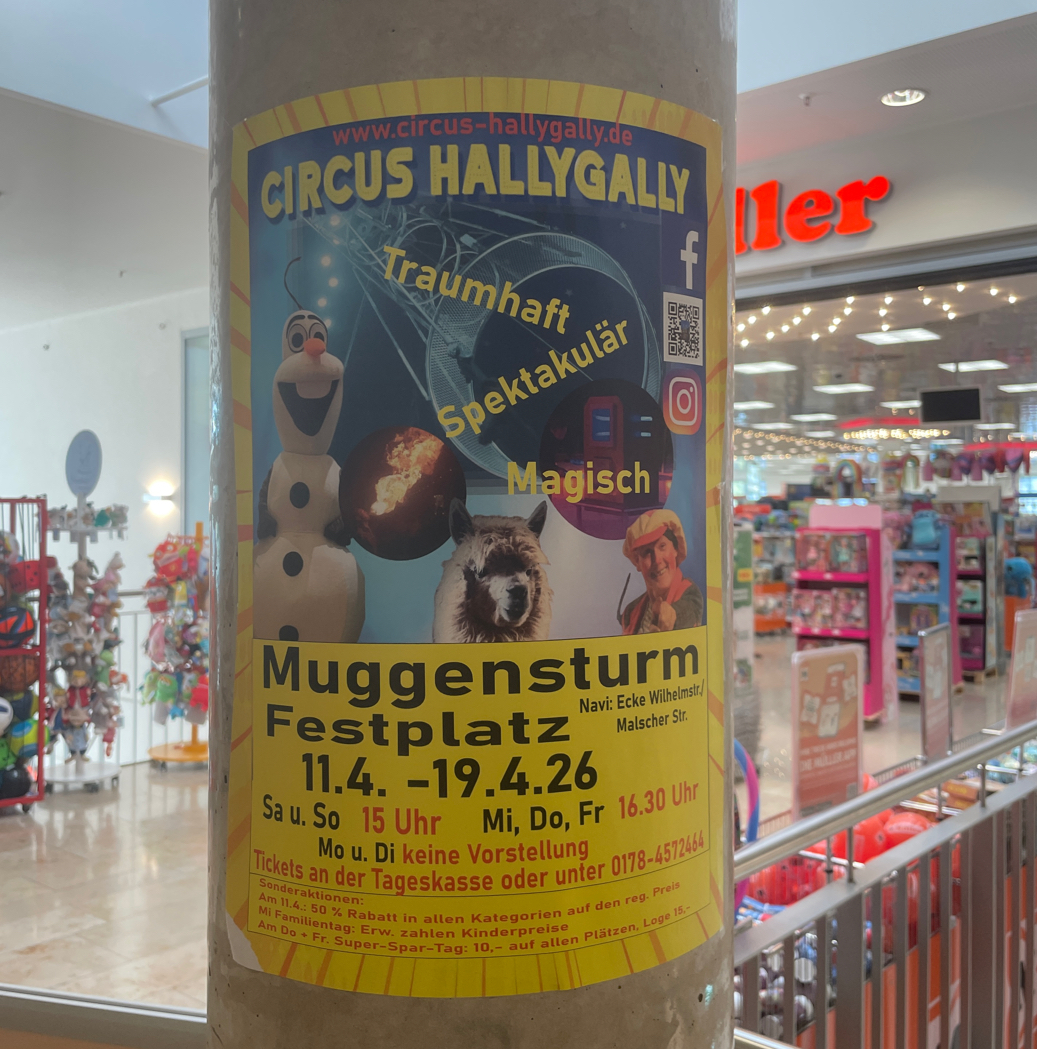 www.circus-hallygally.de
CIRCUS HALLYGALLY
Traumhaft
Spektakulär
Magisch
Muggensturm
Festplatz
Navi: Ecke Wilhelmstr./
Malscher Str.
11.4. –19.4.26
Sa u. So 15 Uhr Mi, Do, Fr 16.30 Uhr
Mo u. Di keine Vorstellung
Tickets an der Tageskasse oder unter 0178-4572464
Sonderaktionen:
Am 11.4.: 50 % Rabatt in allen Kategorien auf den reg. Preis
Mi Familientag: Erw. zahlen Kinderpreise
Am Do + Fr. Super-Spar-Tag: 10,- auf allen Plätzen, Loge 15,-
ller
DIE MÜLLER APP!